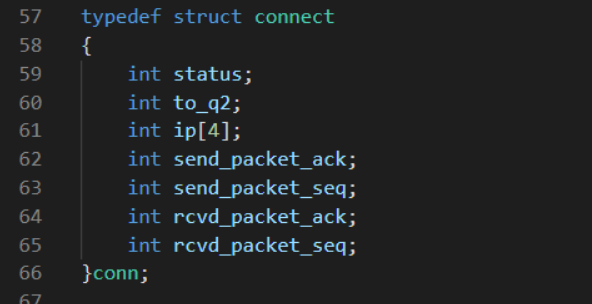 57 typedef struct connect
58 {
59 int status;
60 int to_q2;
61 int ip[4];
62 int send_packet_ack;
63 int send_packet_seq;
64 int rcvd_packet_ack;
65 int rcvd_packet_seq;
66 }conn;
67